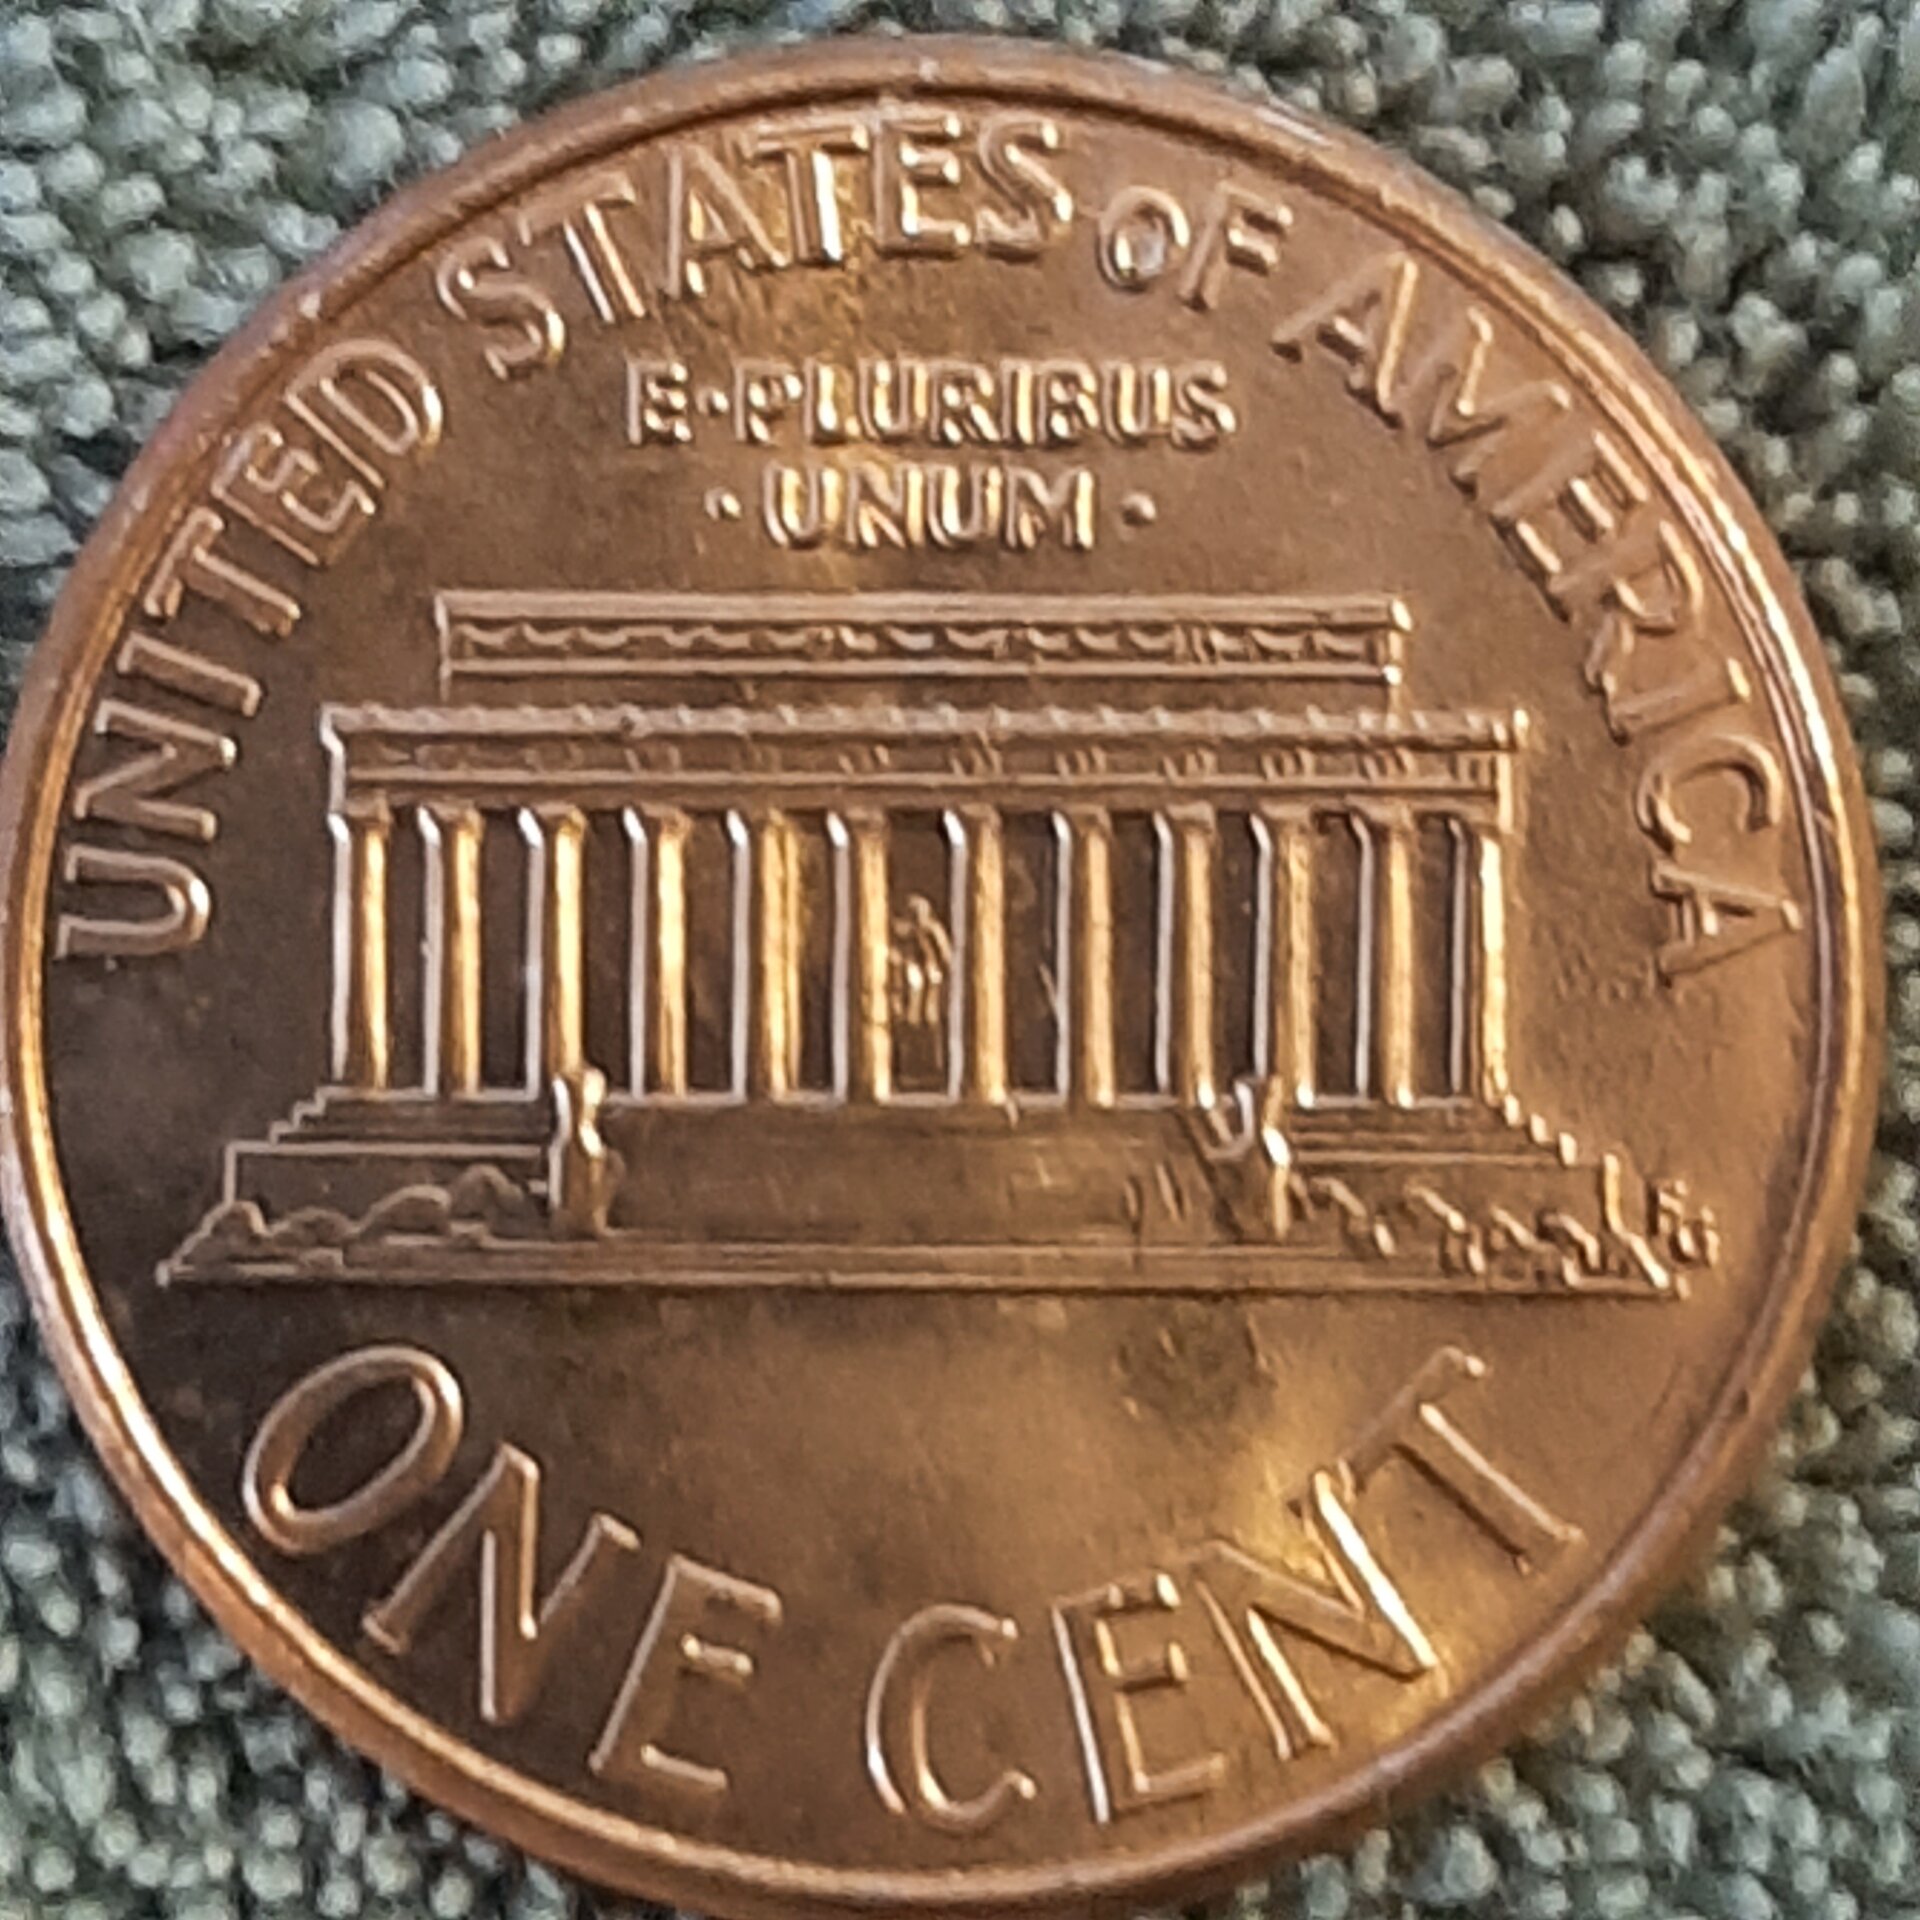 UNITED STATES OF AMERICA
E·PLURIBUS
·UNUM·
ONE CENT